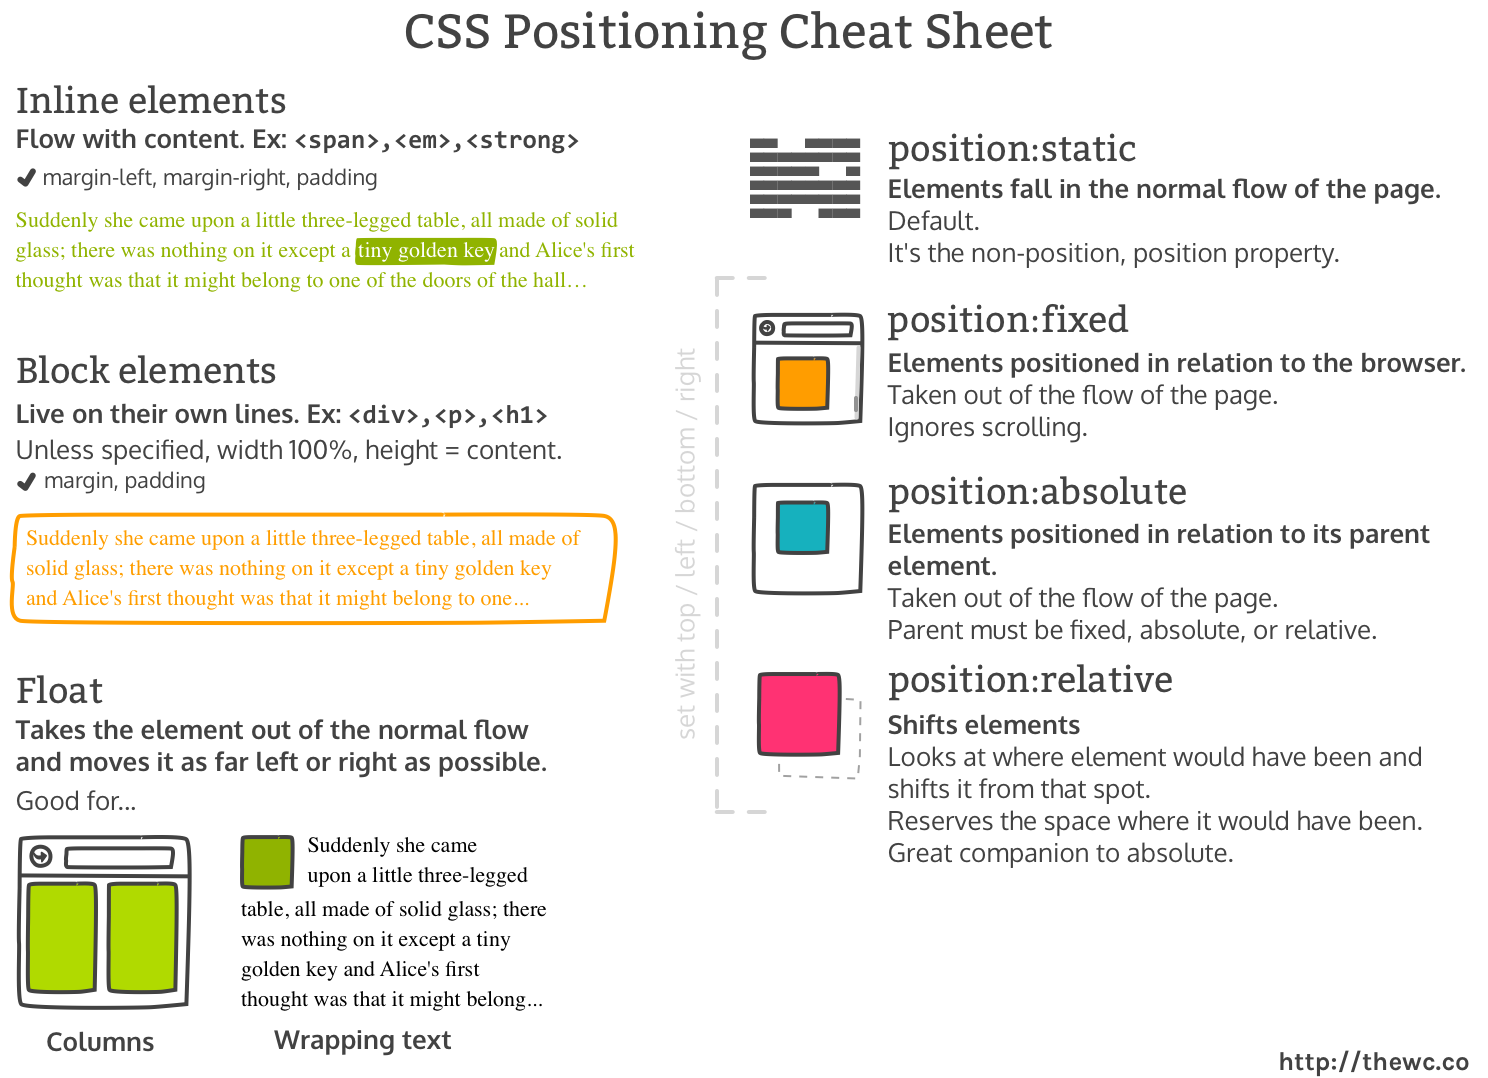 CSS Positioning Cheat Sheet
Inline elements
Flow with content. Ex: <span>,<em>,<strong>
margin-left, margin-right, padding
Suddenly she came upon a little three-legged table, all made of solid
glass; there was nothing on it except a tiny golden key and Alice's first
thought was that it might belong to one of the doors of the hall…
Block elements
Live on their own lines. Ex: <div>,<p>,<h1>
Unless specified, width 100%, height = content.
margin, padding
Suddenly she came upon a little three-legged table, all made of
solid glass; there was nothing on it except a tiny golden key
and Alice's first thought was that it might belong to one...
Float
Takes the element out of the normal flow
and moves it as far left or right as possible.
Good for...
Columns
Suddenly she came
upon a little three-legged
table, all made of solid glass; there
was nothing on it except a tiny
golden key and Alice's first
thought was that it might belong...
Wrapping text
position:static
Elements fall in the normal flow of the page.
Default.
It's the non-position, position property.
set with top / left / bottom / right
position:fixed
Elements positioned in relation to the browser.
Taken out of the flow of the page.
Ignores scrolling.
position:absolute
Elements positioned in relation to its parent
element.
Taken out of the flow of the page.
Parent must be fixed, absolute, or relative.
position:relative
Shifts elements
Looks at where element would have been and
shifts it from that spot.
Reserves the space where it would have been.
Great companion to absolute.
http://thewc.co